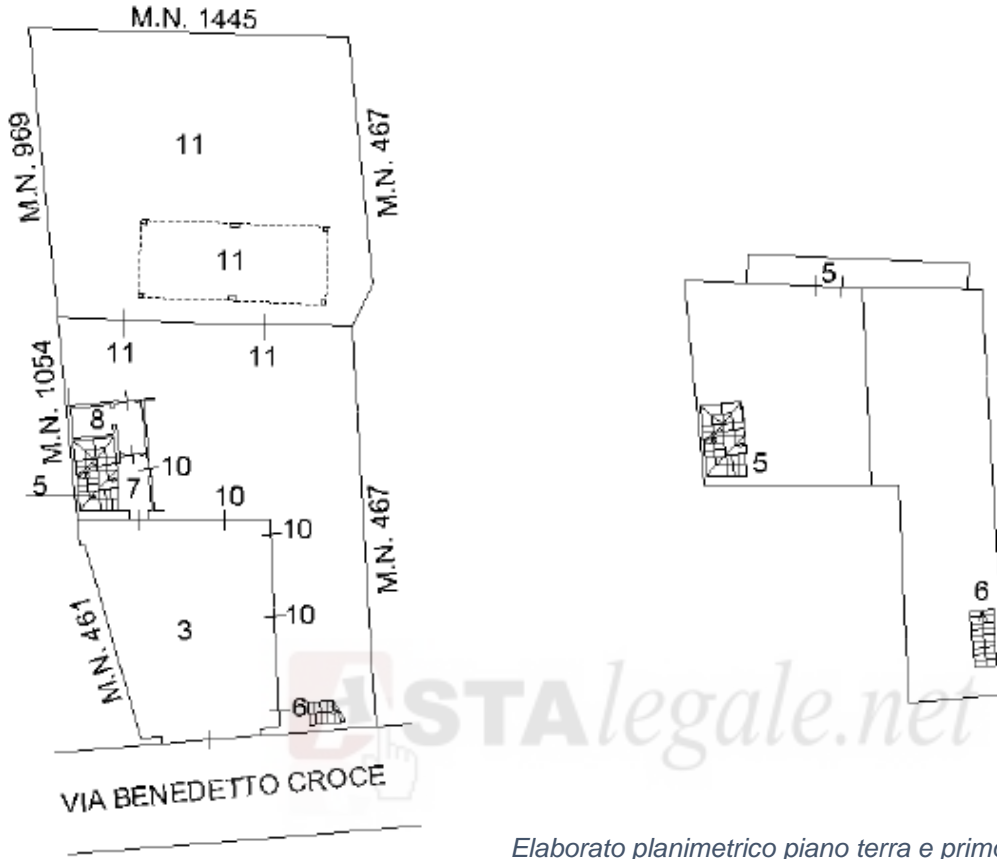 M.N. 1445
M.N. 969
11
M.N. 467
11
11
11
M.N. 1054
8
5
7
10
10
10
M.N. 467
M.N. 461
3
10
6
VIA BENEDETTO CROCE
5
5
6
ASTAlegale.net
Elaborato planimetrico piano terra e primo